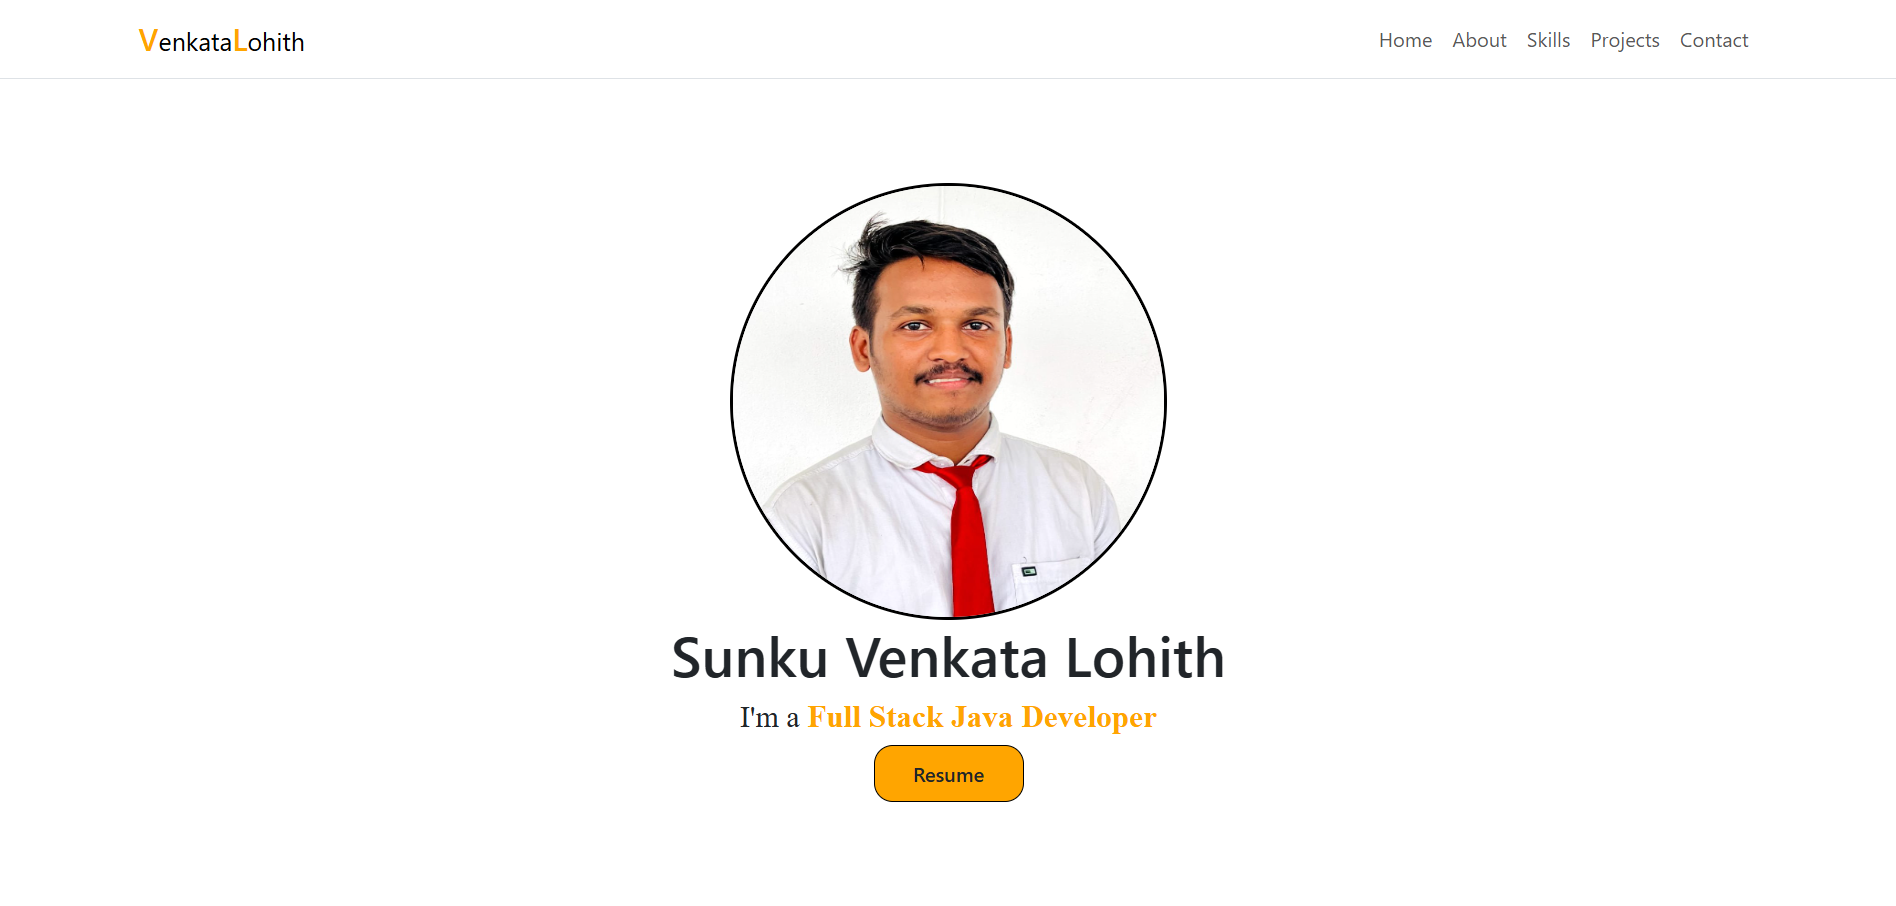 VenkataLohith
Home About Skills Projects Contact
Sunku Venkata Lohith
I'm a Full Stack Java Developer
Resume